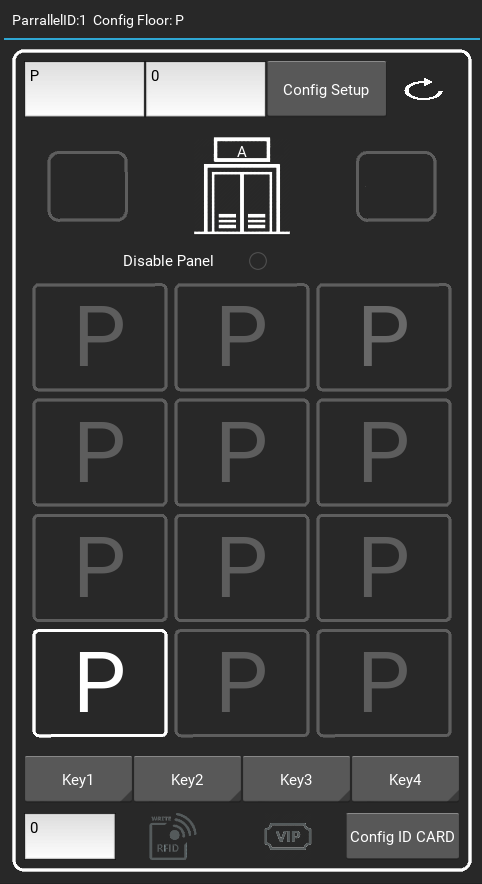 ParrallelID:1 Config Floor: P
P 0 Config Setup
A
Disable Panel
P P P
P P P
P P P
P P P
Key1 Key2 Key3 Key4
0 WRITE RFID VIP Config ID CARD